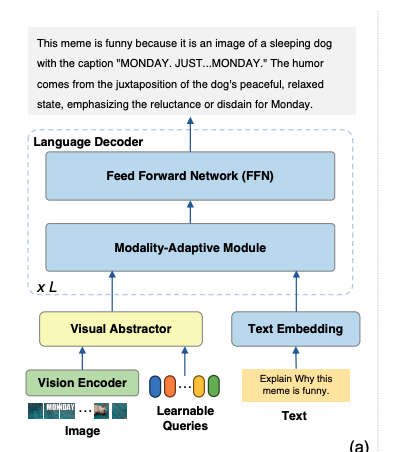 This meme is funny because it is an image of a sleeping dog
with the caption "MONDAY. JUST...MONDAY." The humor
comes from the juxtaposition of the dog's peaceful, relaxed
state, emphasizing the reluctance or disdain for Monday.
Language Decoder
Feed Forward Network (FFN)
Modality-Adaptive Module
x L
Visual Abstractor
Text Embedding
Vision Encoder
MONDAY
...
Image
...
Learnable
Queries
Explain Why this
meme is funny.
Text
(a)